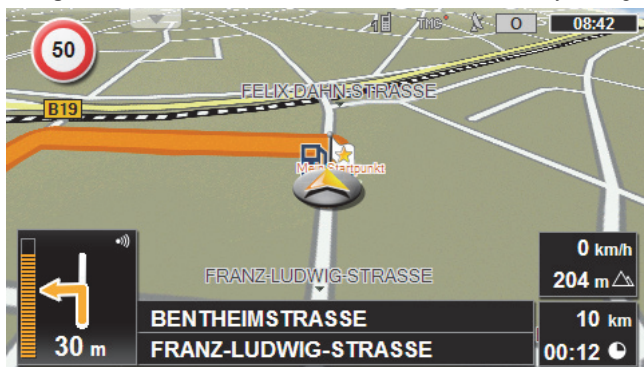 50
TMC
O
08:42
FELIX-DAHN-STRASSE
B19
Mein Startpunkt
FRANZ-LUDWIG-STRASSE
0 km/h
204 m
30 m
BENTHEIMSTRASSE
10 km
FRANZ-LUDWIG-STRASSE
00:12